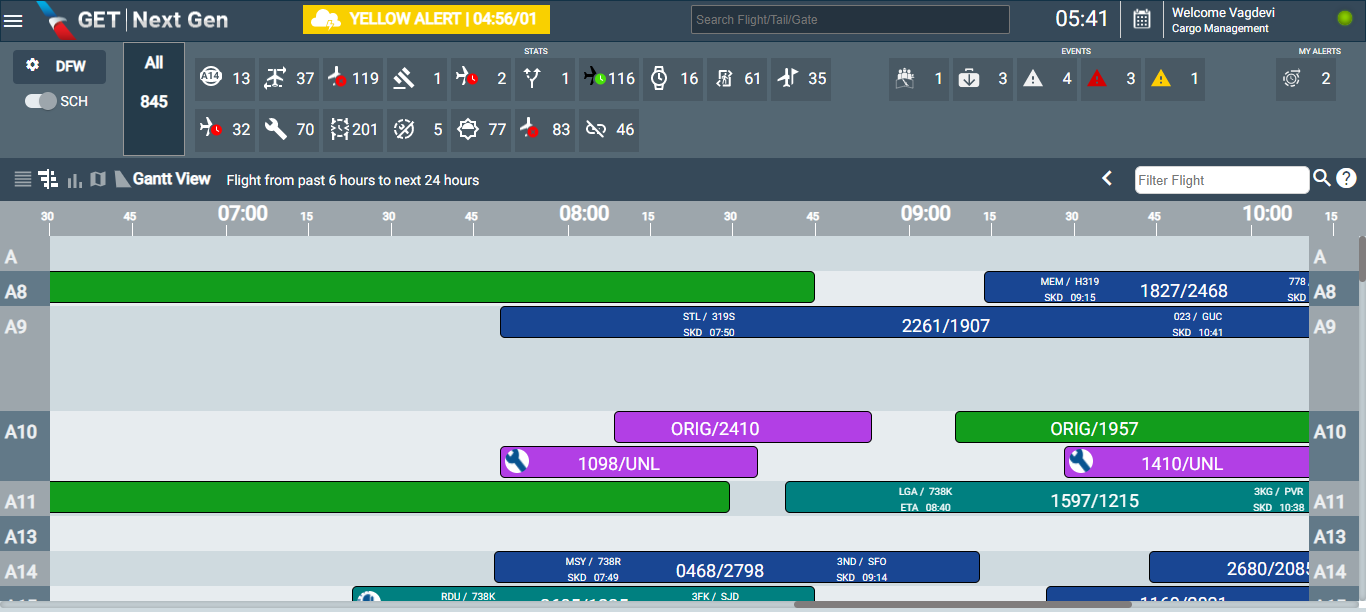 GET | Next Gen
YELLOW ALERT | 04:56/01
Search Flight/Tail/Gate
05:41
Welcome Vagdevi
Cargo Management
DFW
SCH
All
845
STATS
A14 13 37 119 1 2 1 116 16 61 35
32 70 201 5 77 83 46
EVENTS
1 3 4 3 1
MY ALERTS
2
Gantt View Flight from past 6 hours to next 24 hours
Filter Flight
?
30 45 07:00 15 30 45 08:00 15 30 45 09:00 15 30 45 10:00 15
A A
A8 MEM / H319 1827/2468 778 A8
SKD 09:15 SKD
A9 STL / 319S 2261/1907 023 / GUC A9
SKD 07:50 SKD 10:41
A10 ORIG/2410 ORIG/1957 A10
1098/UNL 1410/UNL
A11 LGA / 738K 1597/1215 3KG / PVR A11
ETA 08:40 SKD 10:38
A13 A13
A14 MSY / 738R 0468/2798 3ND / SFO 2680/2085 A14
SKD 07:49 SKD 09:14
RDU / 738K 3FK / SJD